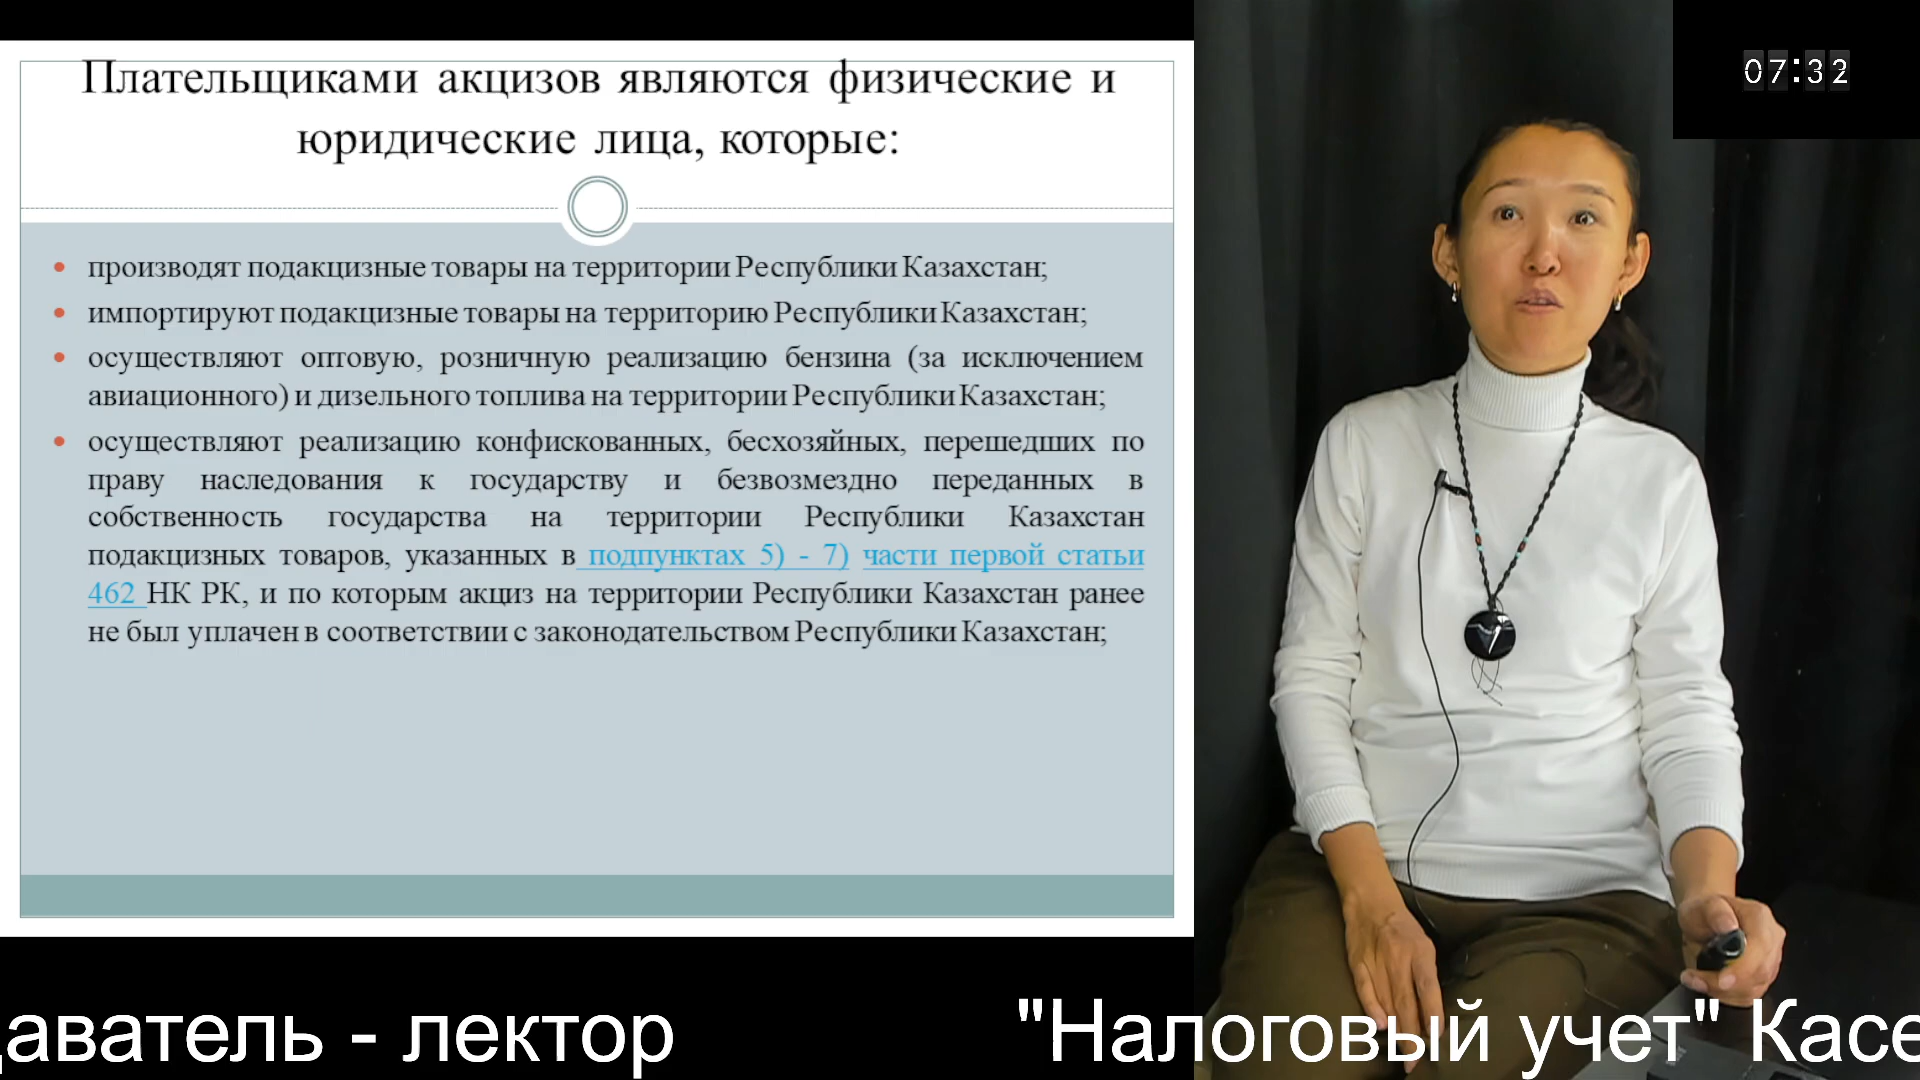 Плательщиками акцизов являются физические и
юридические лица, которые:
07:32
• производят подакцизные товары на территории Республики Казахстан;
• импортируют подакцизные товары на территорию Республики Казахстан;
• осуществляют оптовую, розничную реализацию бензина (за исключением
авиационного) и дизельного топлива на территории Республики Казахстан;
• осуществляют реализацию конфискованных, бесхозяйных, перешедших по
праву наследования к государству и безвозмездно переданных в
собственность государства на территории Республики Казахстан
подакцизных товаров, указанных в подпунктах 5) - 7) части первой статьи
462 НК РК, и по которым акциз на территории Республики Казахстан ранее
не был уплачен в соответствии с законодательством Республики Казахстан;
даватель - лектор "Налоговый учет" Касе